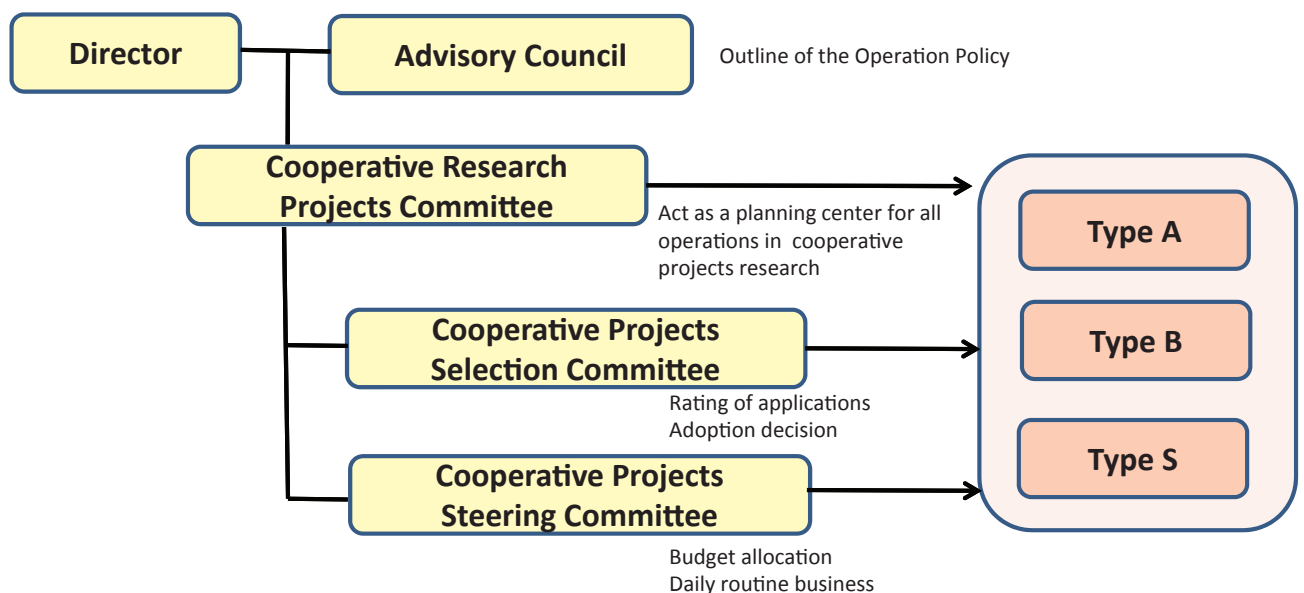 Director
Advisory Council
Outline of the Operation Policy
Cooperative Research
Projects Committee
Act as a planning center for all
operations in cooperative
projects research
Type A
Cooperative Projects
Selection Committee
Type B
Rating of applications
Adoption decision
Cooperative Projects
Steering Committee
Type S
Budget allocation
Daily routine business